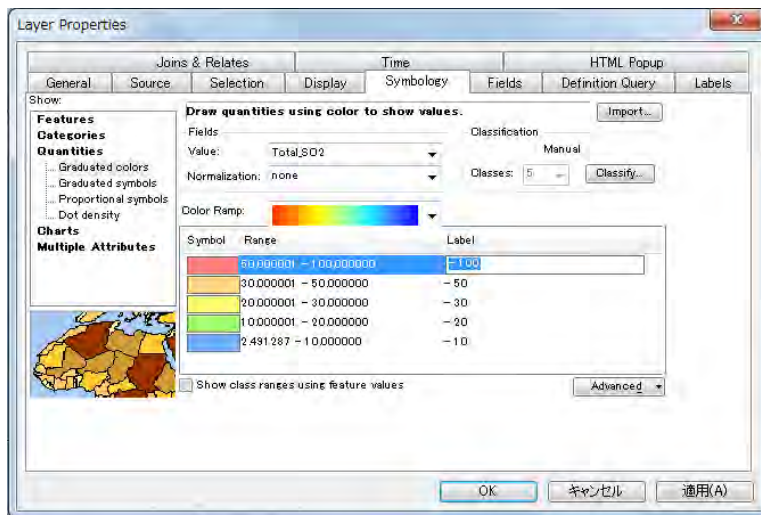 Layer Properties
Joins & Relates Time HTML Popup
General Source Selection Display Symbology Fields Definition Query Labels
Show:
Features
Categories
Quantities
Graduated colors
Graduated symbols
Proportional symbols
Dot density
Charts
Multiple Attributes
Draw quantities using color to show values.
Import...
Fields
Value: Total_SO2
Normalization: none
Classification
Manual
Classes: 5 Classify...
Color Ramp:
Symbol Range Label
50.000001 - 100.000000 -100
30.000001 - 50.000000 -50
20.000001 - 30.000000 -30
10.000001 - 20.000000 -20
2.491287 - 10.000000 -10
Show class ranges using feature values
Advanced
OK キャンセル 適用(A)